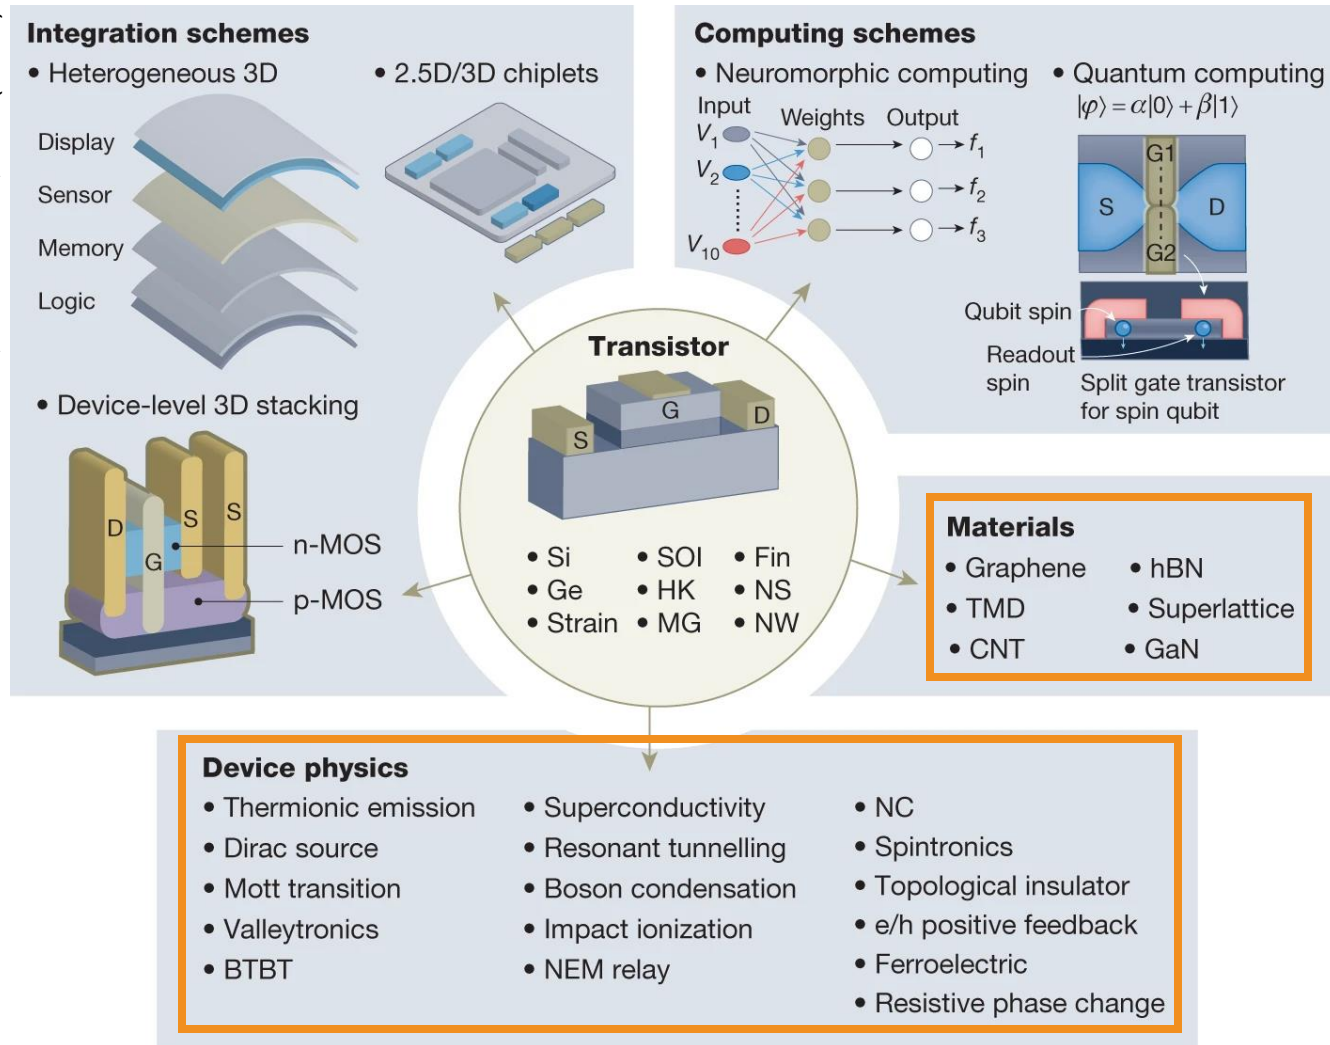 Integration schemes
• Heterogeneous 3D
• 2.5D/3D chiplets
Display
Sensor
Memory
Logic
• Device-level 3D stacking
D
G
S
S
n-MOS
p-MOS
Computing schemes
• Neuromorphic computing
Input
Weights
Output
V1
V2
V10
f1
f2
f3
• Quantum computing
|φ⟩ = α|0⟩ + β|1⟩
G1
S
D
G2
Qubit spin
Readout
spin
Split gate transistor
for spin qubit
Transistor
G
D
S
• Si • SOI • Fin
• Ge • HK • NS
• Strain • MG • NW
Materials
• Graphene • hBN
• TMD • Superlattice
• CNT • GaN
Device physics
• Thermionic emission
• Dirac source
• Mott transition
• Valleytronics
• BTBT
• Superconductivity
• Resonant tunnelling
• Boson condensation
• Impact ionization
• NEM relay
• NC
• Spintronics
• Topological insulator
• e/h positive feedback
• Ferroelectric
• Resistive phase change